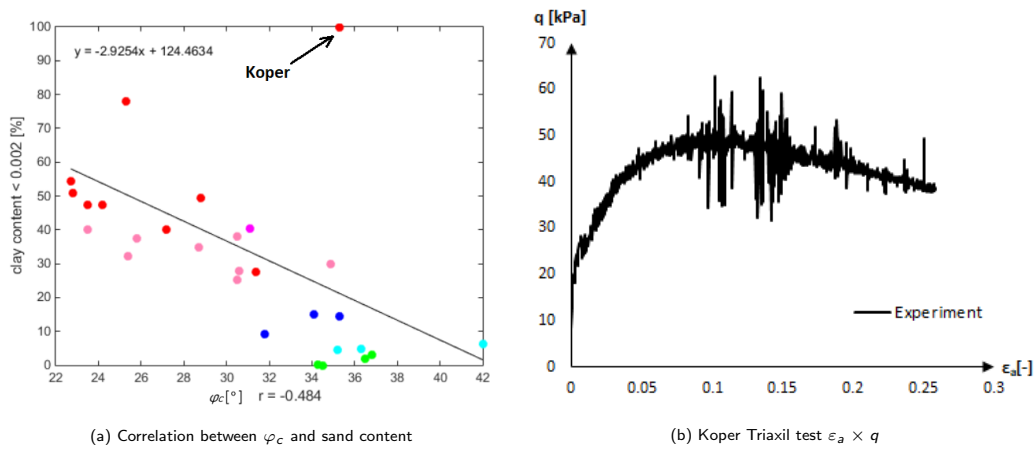 100
90
80
70
60
50
40
30
20
10
0
clay content < 0.002 [%]
y = -2.9254x + 124.4634
Koper
22 24 26 28 30 32 34 36 38 40 42
φc[°] r = -0.484
(a) Correlation between φc and sand content
q [kPa]
70
60
50
40
30
20
10
0
Experiment
0 0.05 0.1 0.15 0.2 0.25 0.3
εa[-]
(b) Koper Triaxil test εa × q